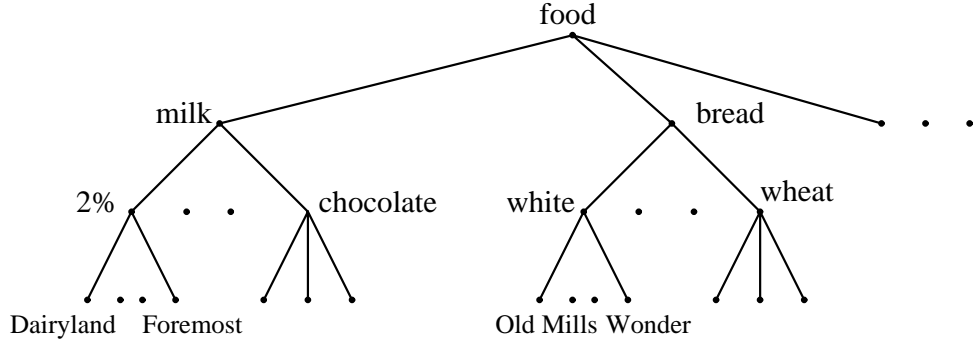 food
milk
bread
2%
chocolate
white
wheat
Dairyland
Foremost
Old Mills
Wonder